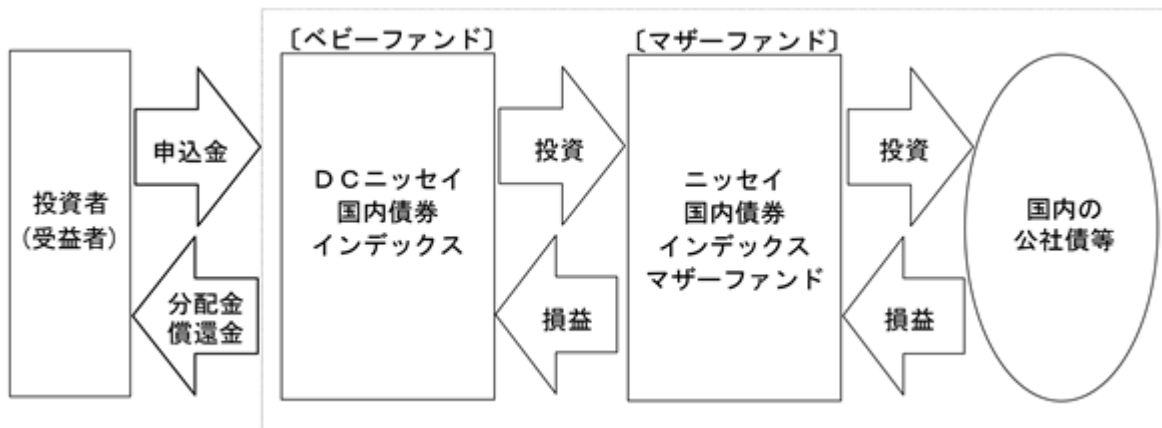 〔ベビーファンド〕
〔マザーファンド〕
投資者
(受益者)
申込金
分配金
償還金
DCニッセイ
国内債券
インデックス
投資
損益
ニッセイ
国内債券
インデックス
マザーファンド
投資
損益
国内の
公社債等